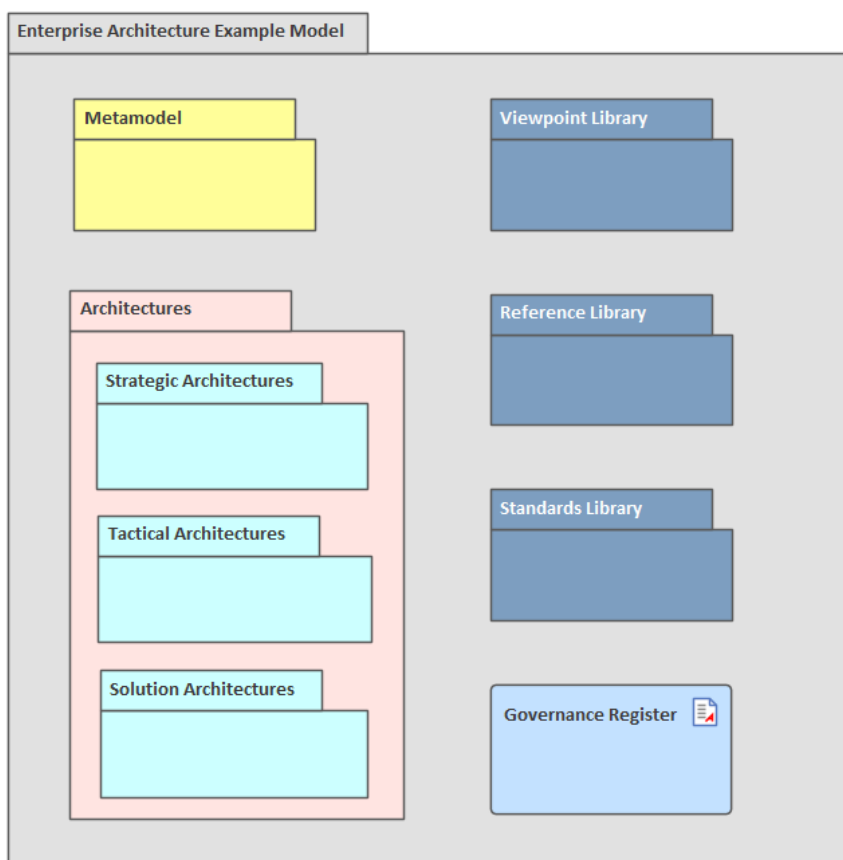 Enterprise Architecture Example Model
Metamodel
Viewpoint Library
Architectures
Reference Library
Strategic Architectures
Standards Library
Tactical Architectures
Solution Architectures
Governance Register